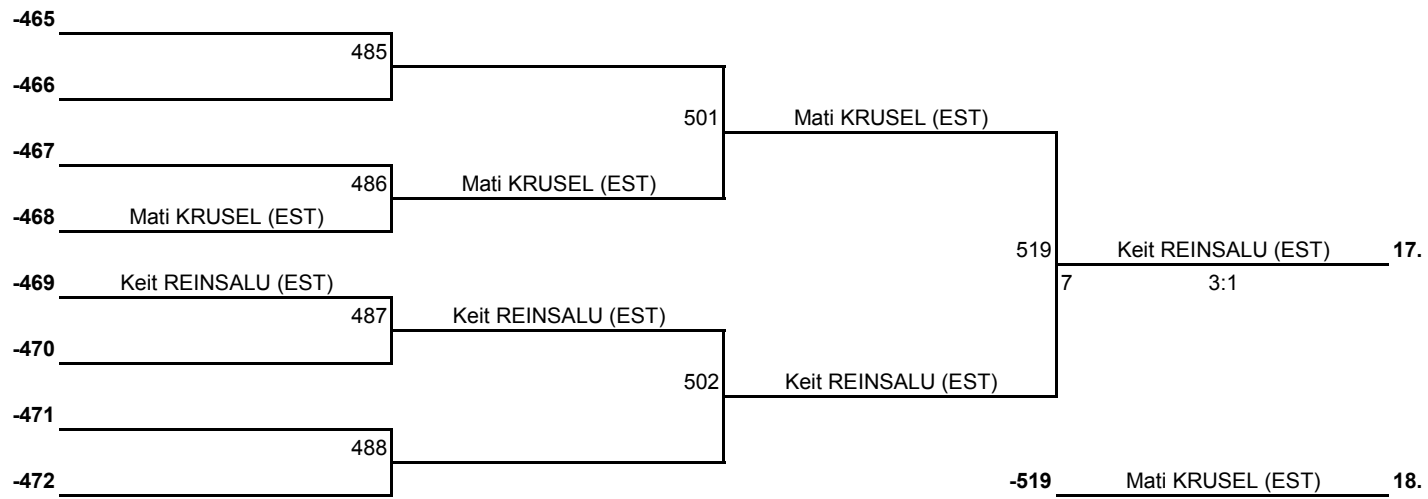 -465
485
-466
501 Mati KRUSEL (EST)
-467
486 Mati KRUSEL (EST)
-468 Mati KRUSEL (EST)
519 Keit REINSALU (EST) 17.
-469 Keit REINSALU (EST)
7 3:1
487 Keit REINSALU (EST)
-470
502 Keit REINSALU (EST)
-471
488
-472
-519 Mati KRUSEL (EST) 18.